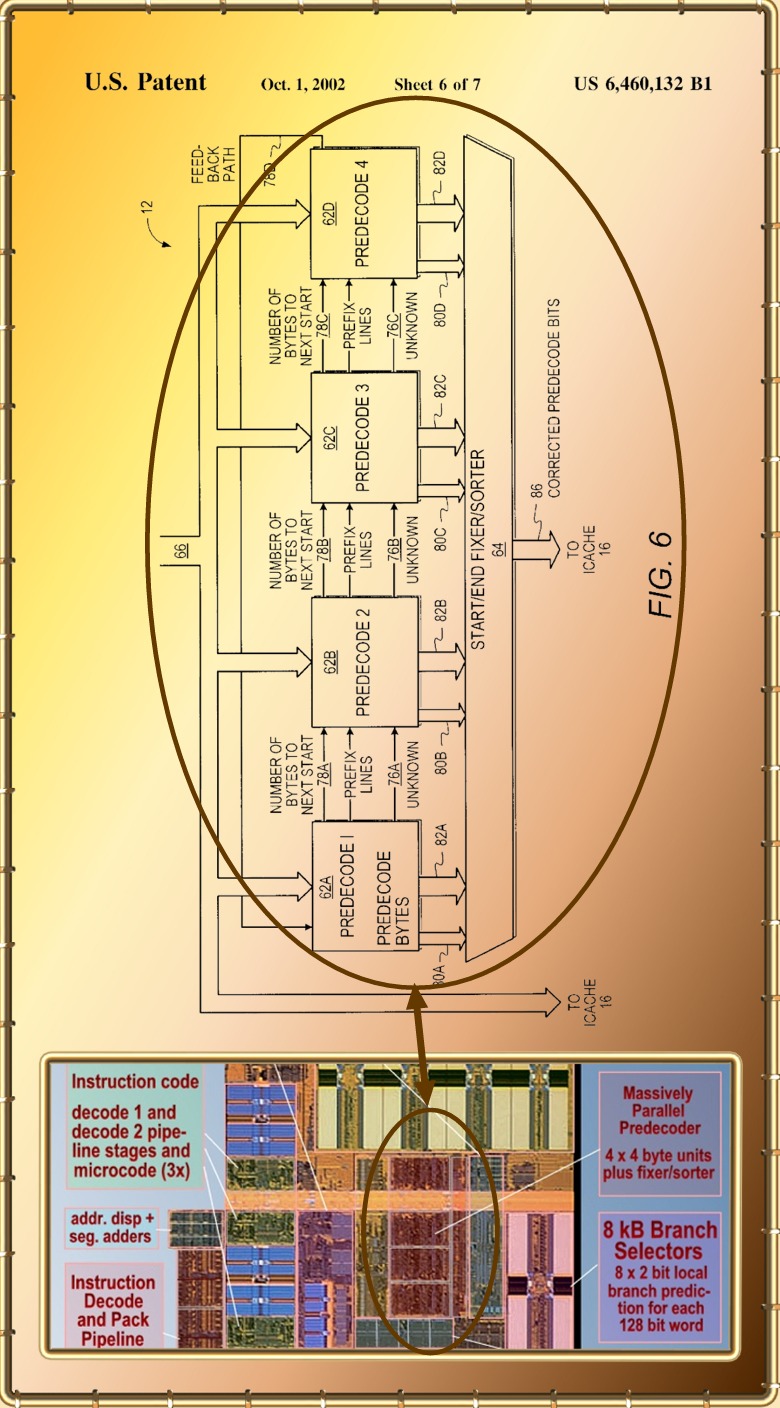 U.S. Patent Oct. 1, 2002 Sheet 6 of 7 US 6,460,132 B1
12
FEED-
BACK
PATH
78D
66
PREDECODE 1
62A
PREDECODE
BYTES
NUMBER OF
BYTES TO
NEXT START
78A
PREFIX
LINES
76A
UNKNOWN
62B
PREDECODE 2
NUMBER OF
BYTES TO
NEXT START
78B
PREFIX
LINES
76B
UNKNOWN
62C
PREDECODE 3
NUMBER OF
BYTES TO
NEXT START
78C
PREFIX
LINES
76C
UNKNOWN
62D
PREDECODE 4
80A
82A
80B
82B
80C
82C
80D
82D
START/END FIXER/SORTER
64
86
CORRECTED PREDECODE BITS
TO
ICACHE
16
TO
ICACHE
16
FIG. 6
Instruction code
decode 1 and
decode 2 pipe-
line stages and
microcode (3x)
addr. disp +
seg. adders
Instruction
Decode
and Pack
Pipeline
Massively
Parallel
Predecoder
4 x 4 byte units
plus fixer/sorter
8 kB Branch
Selectors
8 x 2 bit local
branch predic-
tion for each
128 bit word